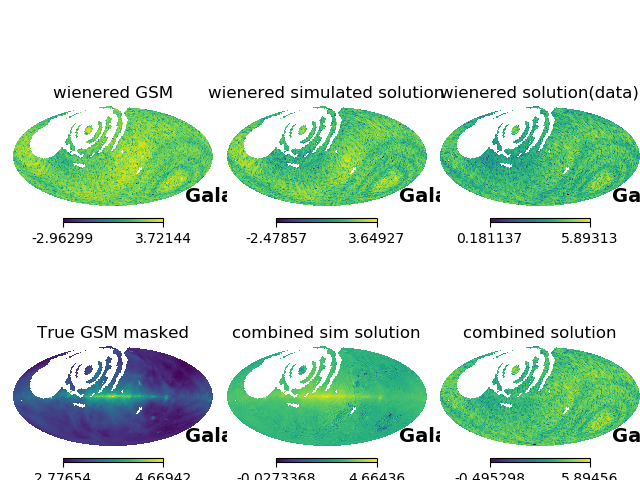 wienered GSM wienered simulated solution wienered solution(data)
Gala Gala Ga
-2.96299 3.72144 -2.47857 3.64927 0.181137 5.89313
True GSM masked combined sim solution combined solution
Gala Gala Ga
2.77654 4.66942 -0.0273368 4.66436 -0.495298 5.89456